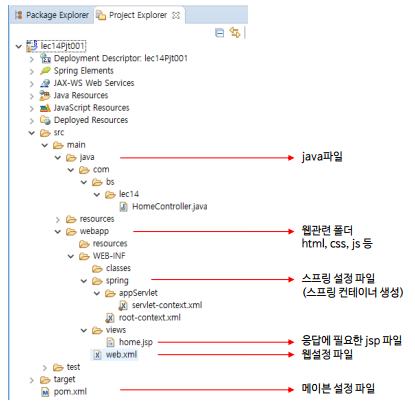 Package Explorer Project Explorer
lec14Pjt001
Deployment Descriptor: lec14Pjt001
Spring Elements
JAX-WS Web Services
Java Resources
JavaScript Resources
Deployed Resources
src
main
java java파일
com
bs
lec14
HomeController.java
resources
webapp 웹관련 폴더
html, css, js 등
resources
WEB-INF
classes
spring 스프링 설정 파일
(스프링 컨테이너 생성)
appServlet
servlet-context.xml
root-context.xml
views
home.jsp 응답에 필요한 jsp 파일
web.xml 웹설정 파일
test
target
pom.xml 메이븐 설정 파일